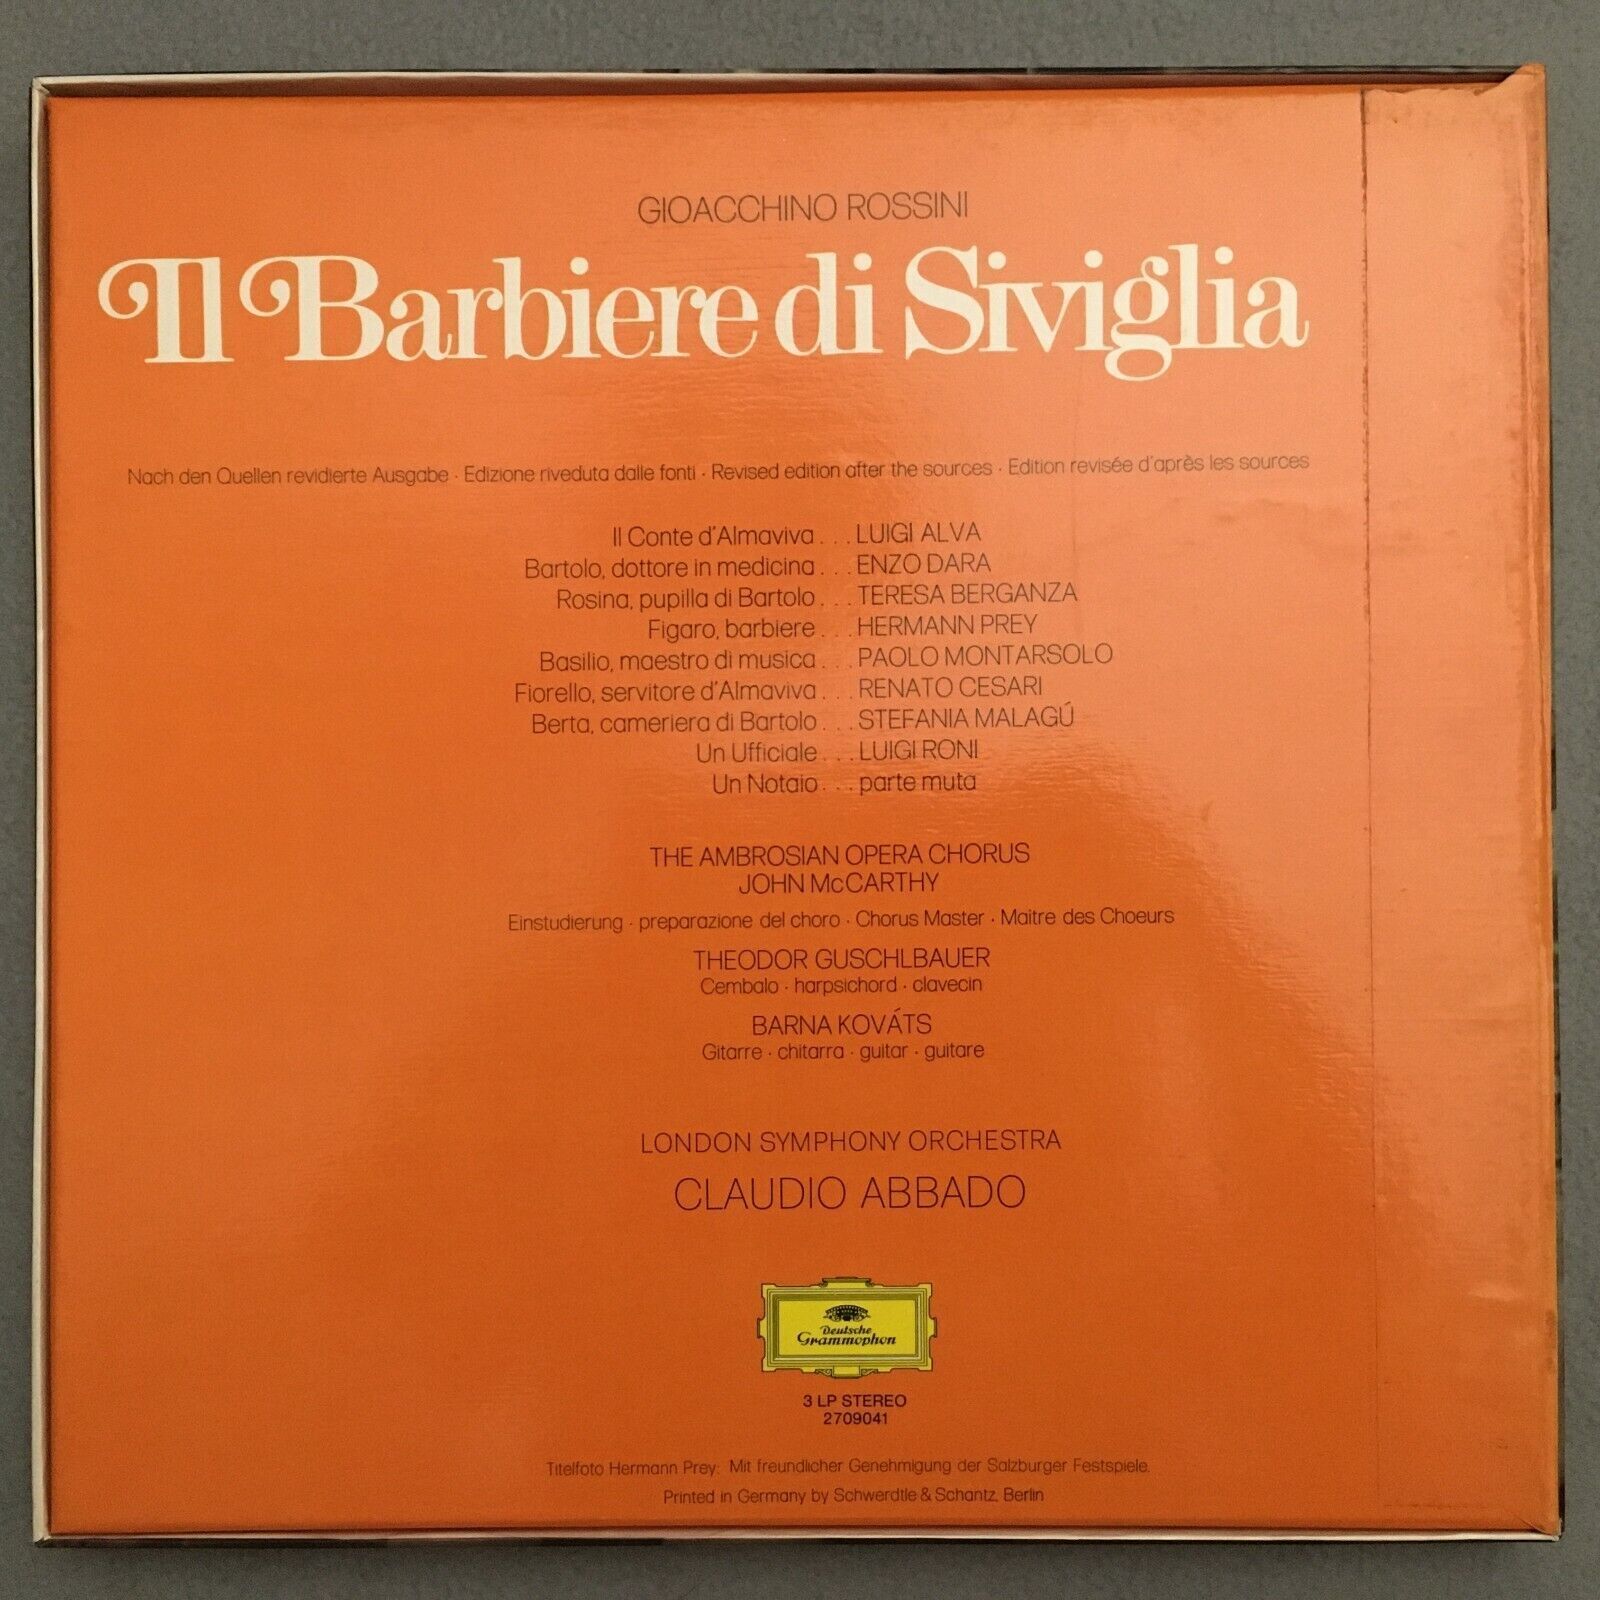 GIOACCHINO ROSSINI
Il Barbiere di Siviglia
Nach den Quellen revidierte Ausgabe · Edizione riveduta dalle fonti · Revised edition after the sources · Edition revisée d'après les sources
Il Conte d'Almaviva . . . LUIGI ALVA
Bartolo, dottore in medicina . . . ENZO DARA
Rosina, pupilla di Bartolo . . . TERESA BERGANZA
Figaro, barbiere . . . HERMANN PREY
Basilio, maestro di musica . . . PAOLO MONTARSOLO
Fiorello, servitore d'Almaviva . . . RENATO CESARI
Berta, cameriera di Bartolo . . . STEFANIA MALAGÚ
Un Ufficiale . . . LUIGI RONI
Un Notaio . . . parte muta
THE AMBROSIAN OPERA CHORUS
JOHN McCARTHY
Einstudierung · preparazione del choro · Chorus Master · Maitre des Choeurs
THEODOR GUSCHLBAUER
Cembalo · harpsichord · clavecin
BARNA KOVÁTS
Gitarre · chitarra · guitar · guitare
LONDON SYMPHONY ORCHESTRA
CLAUDIO ABBADO
Deutsche
Grammophon
3 LP STEREO
2709041
Titelfoto Hermann Prey: Mit freundlicher Genehmigung der Salzburger Festspiele.
Printed in Germany by Schwerdtle & Schantz, Berlin